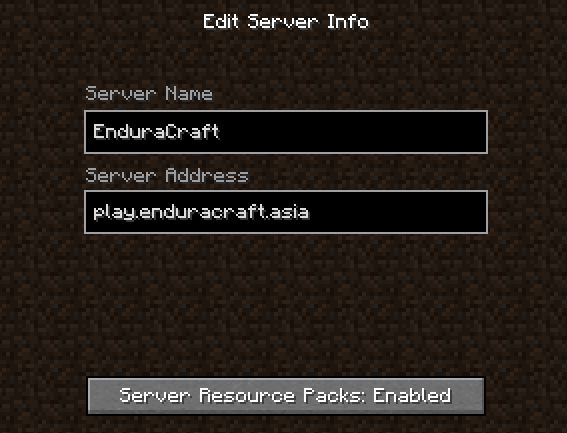 Edit Server Info
Server Name
EnduraCraft
Server Address
play.enduracraft.asia
Server Resource Packs: Enabled